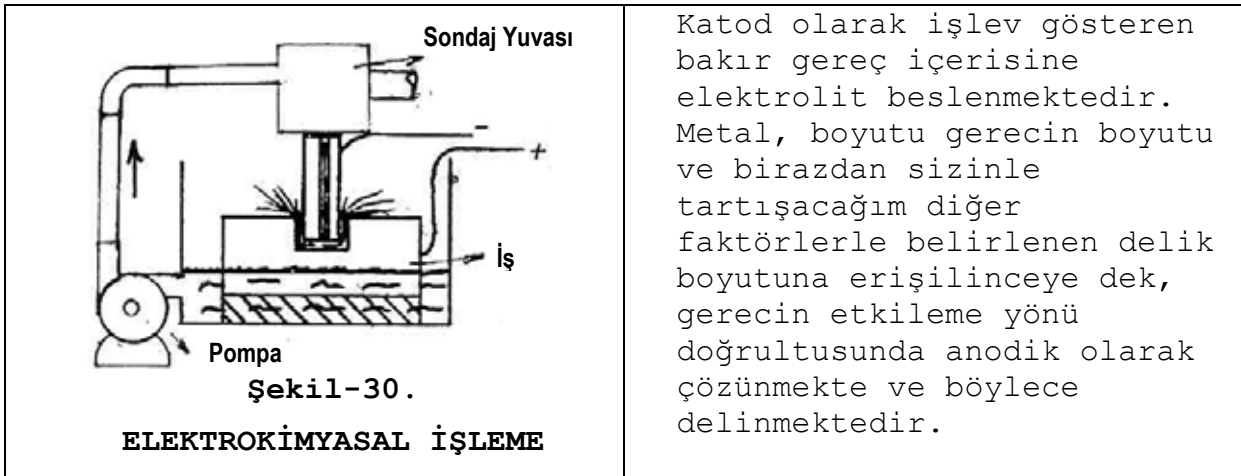 Sondaj Yuvası
-
+
İş
Pompa
Şekil-30.
ELEKTROKİMYASAL İŞLEME
Katod olarak işlev gösteren
bakır gereç içerisine
elektrolit beslenmektedir.
Metal, boyutu gerecin boyutu
ve birazdan sizinle
tartışacağım diğer
faktörlerle belirlenen delik
boyutuna erişilinceye dek,
gerecin etkileme yönü
doğrultusunda anodik olarak
çözünmekte ve böylece
delinmektedir.